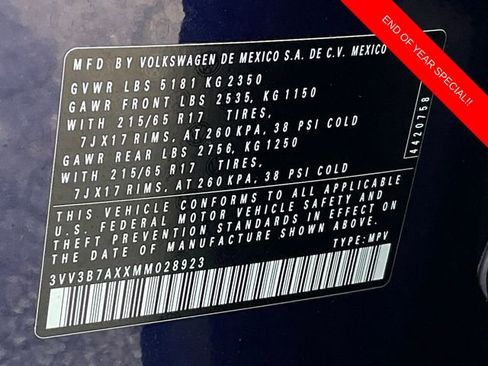 MFD BY VOLKSWAGEN DE MEXICO S.A. DE C.V. MEXICO
GVWR LBS 5181 KG 2350
GAWR FRONT LBS 2535, KG 1150
WITH 215/65 R17 TIRES,
7JX17 RIMS, AT 260 KPA, 38 PSI COLD
GAWR REAR LBS 2756, KG 1250
WITH 215/65 R17 TIRES,
7JX17 RIMS, AT 260 KPA, 38 PSI COLD
THIS VEHICLE CONFORMS TO ALL APPLICABLE
U.S. FEDERAL MOTOR VEHICLE SAFETY AND
THEFT PREVENTION STANDARDS IN EFFECT ON
THE DATE OF MANUFACTURE SHOWN ABOVE.
3VV3B7AXXMM028923 TYPE: MPV
4420758
END OF YEAR SPECIAL!!